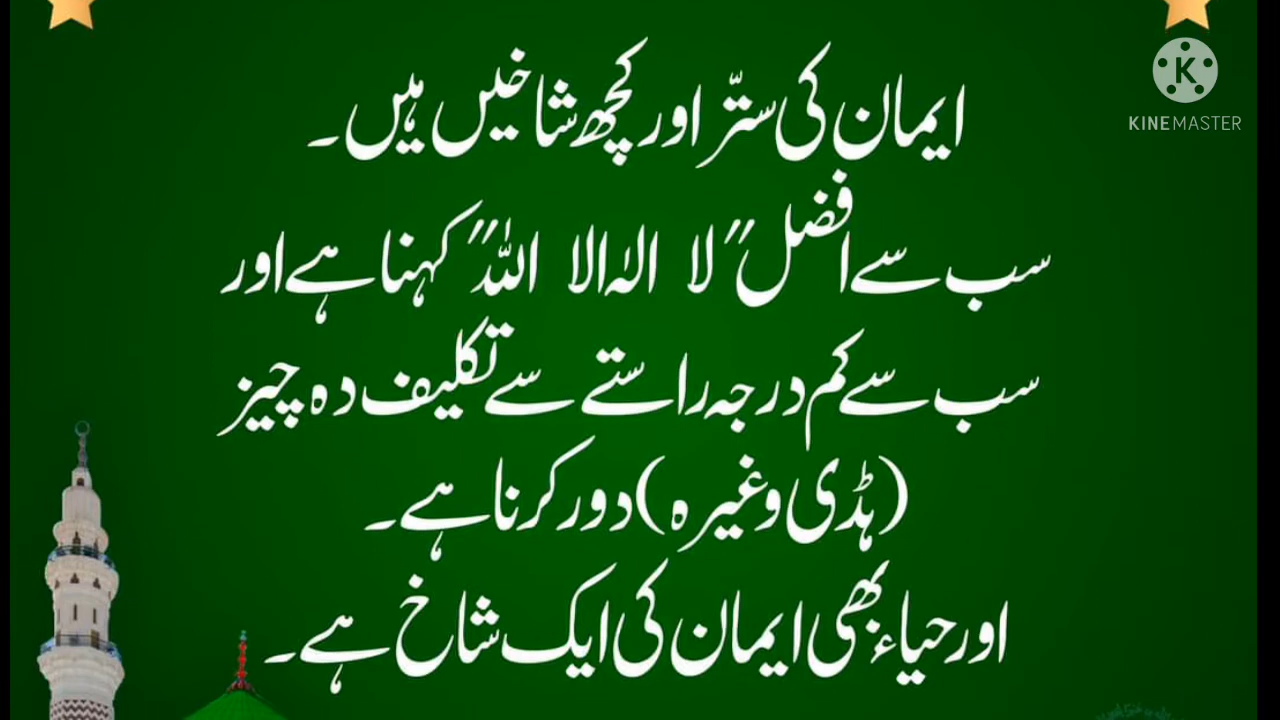 ایمان کی ستّر اور کچھ شاخیں ہیں۔
KINEMASTER
سب سے افضل ”لا الہٰ الا اللہ“ کہنا ہے اور
سب سے کم درجہ راستے سے تکلیف دہ چیز
(ہڈی وغیرہ) دور کرنا ہے۔
اور حیاء بھی ایمان کی ایک شاخ ہے۔